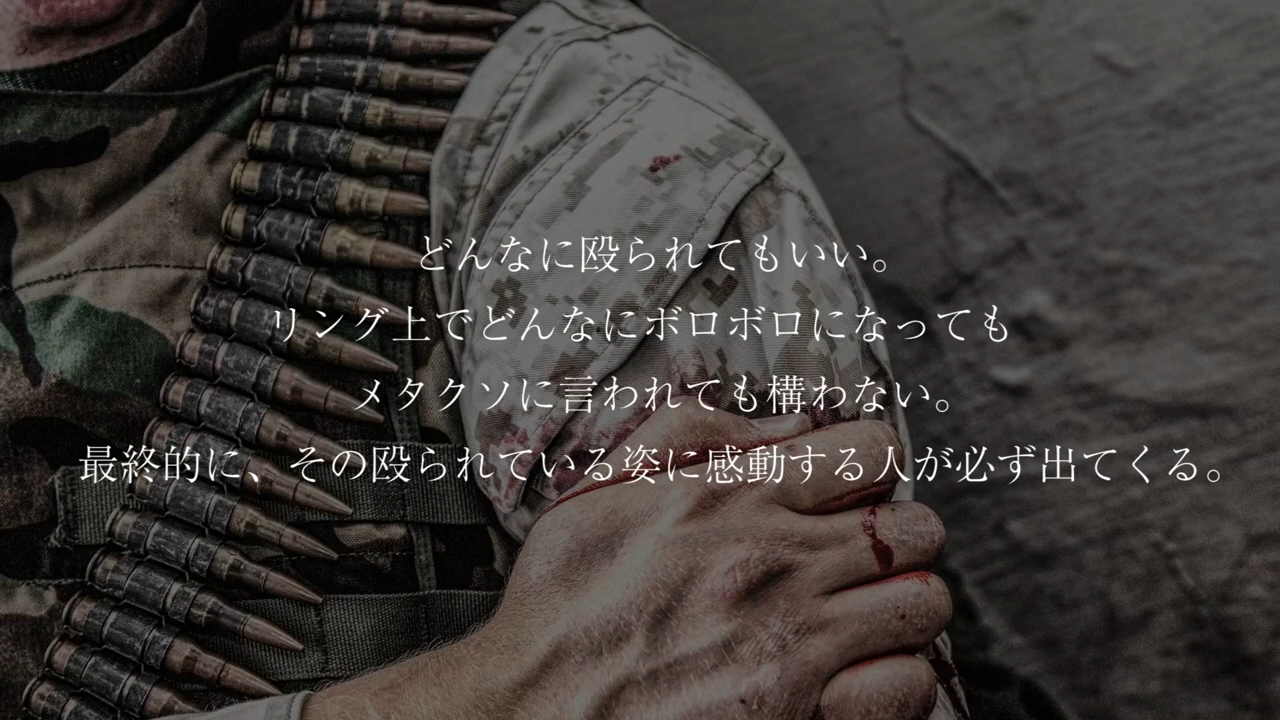 どんなに殴られてもいい。
リング上でどんなにボロボロになっても
メタクソに言われても構わない。
最終的に、その殴られている姿に感動する人が必ず出てくる。